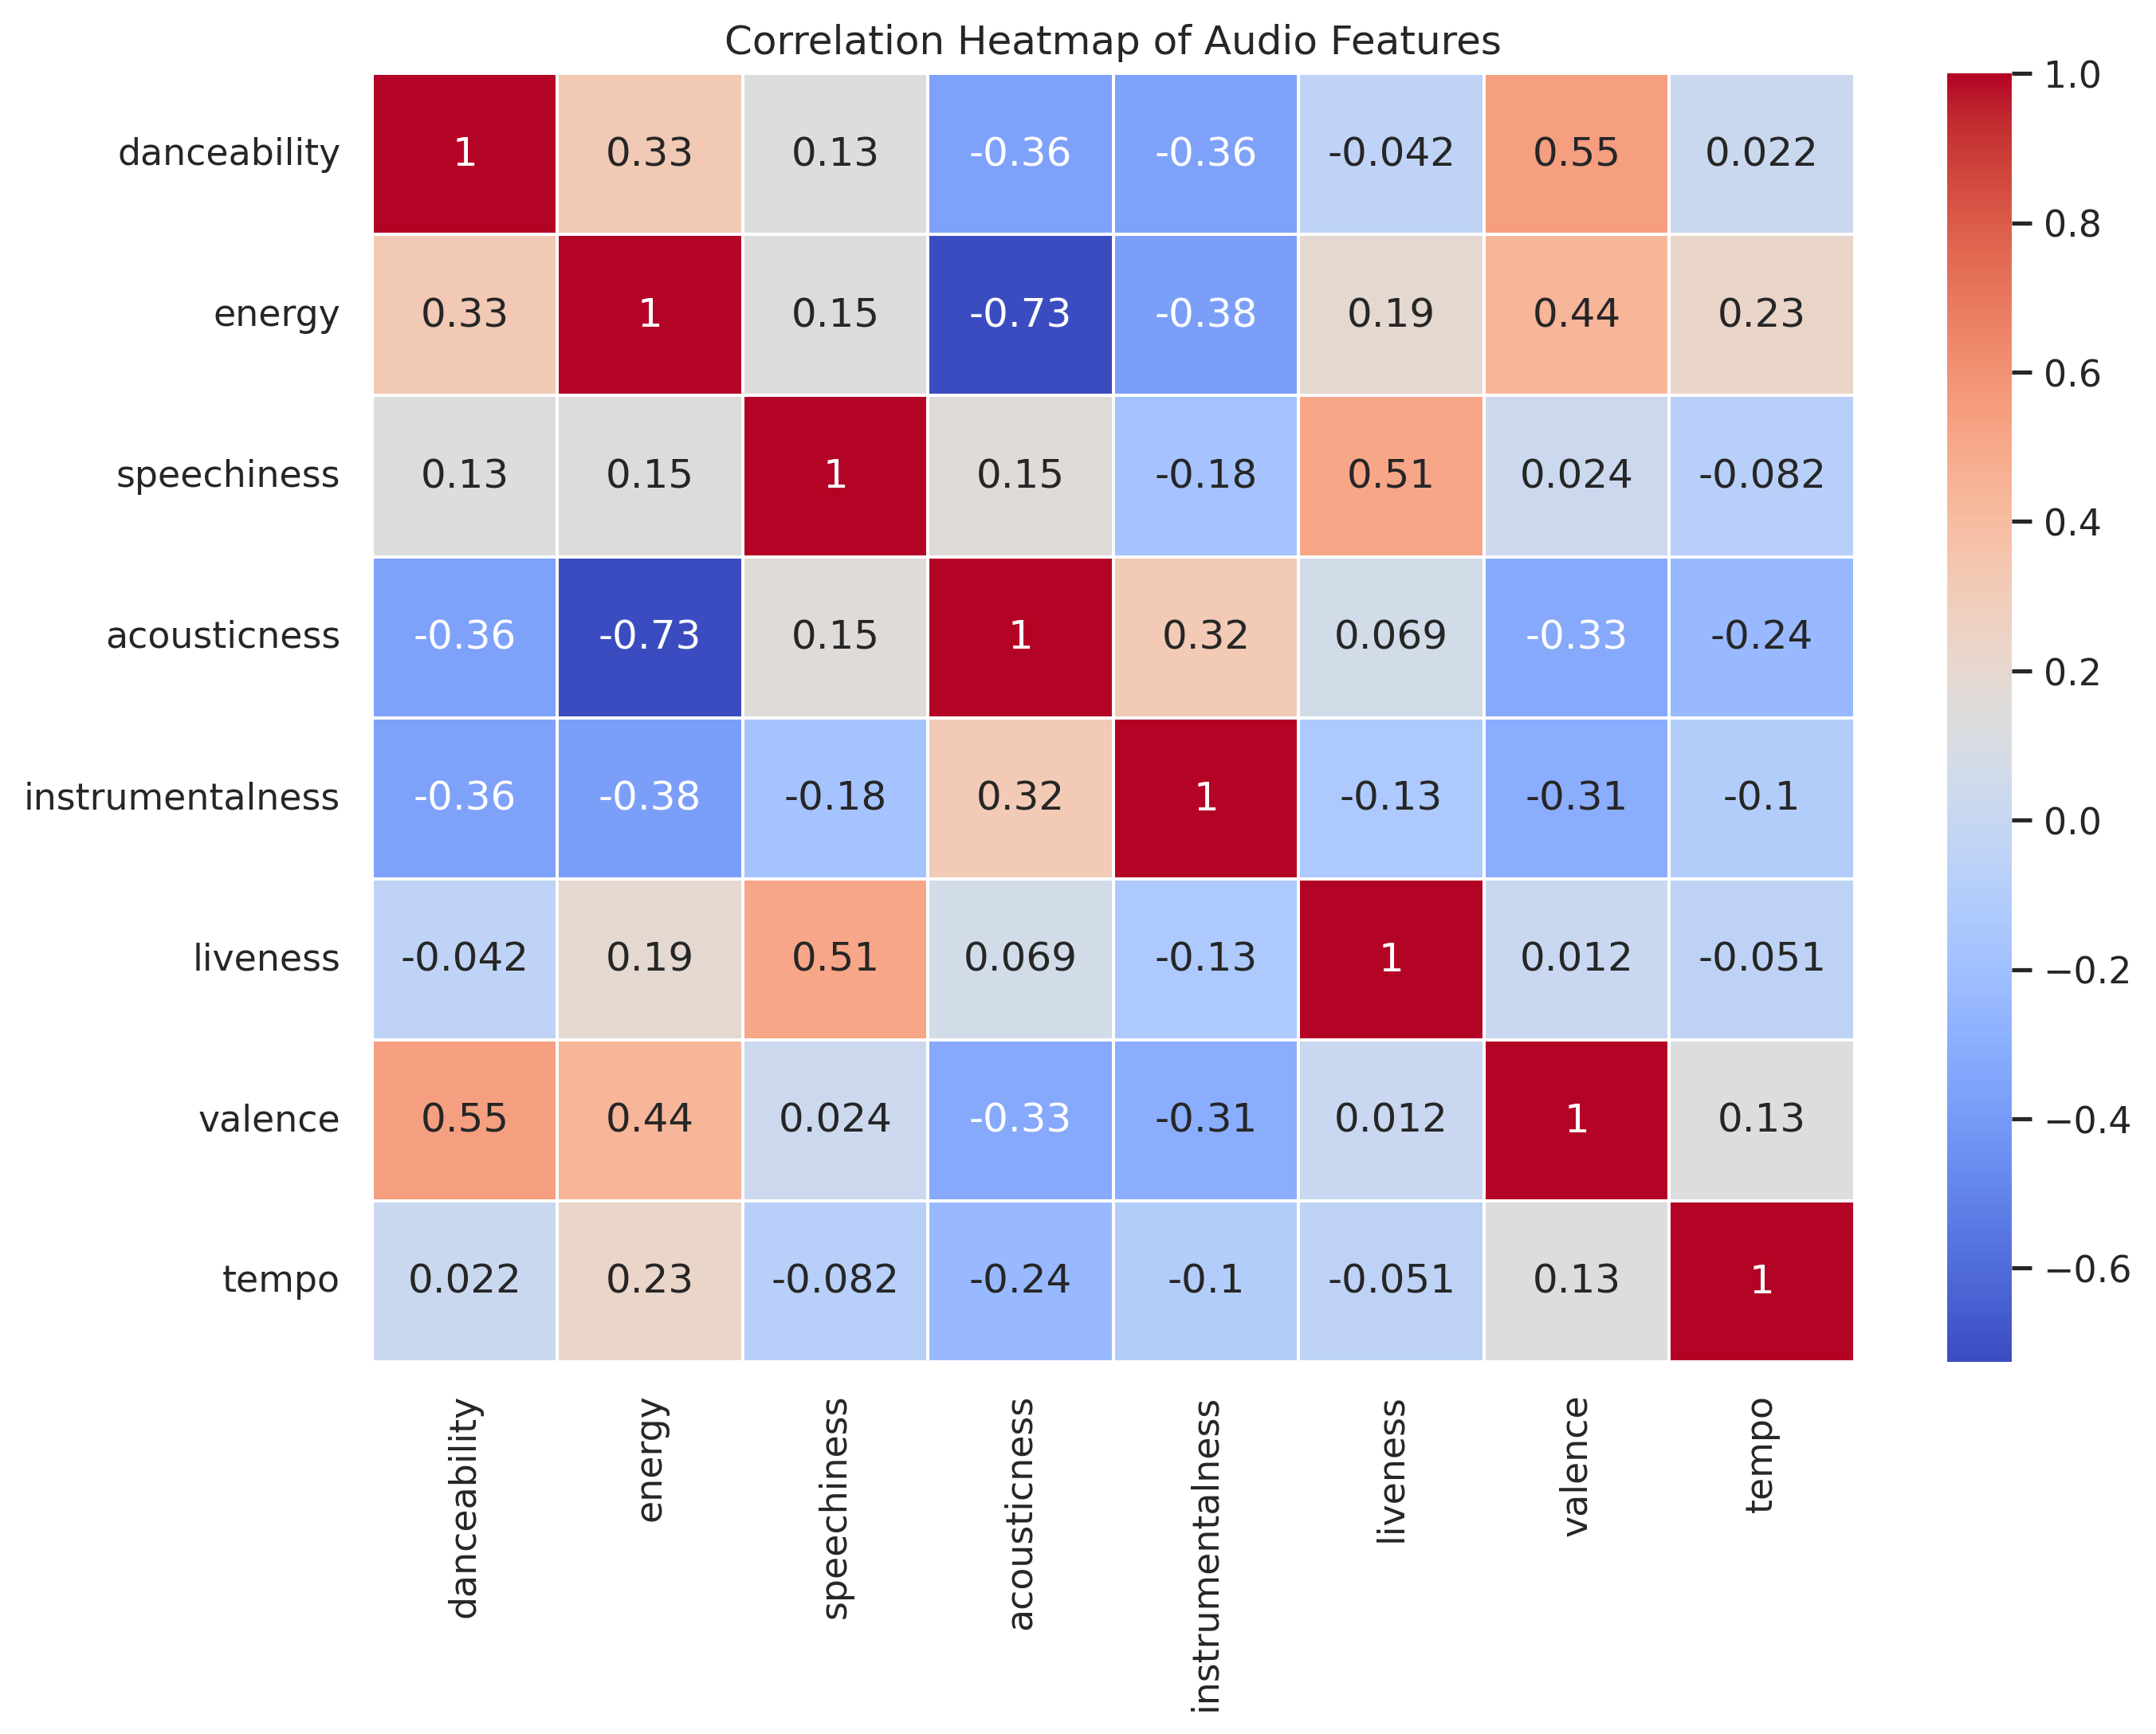 Correlation Heatmap of Audio Features
danceability 1 0.33 0.13 -0.36 -0.36 -0.042 0.55 0.022
energy 0.33 1 0.15 -0.73 -0.38 0.19 0.44 0.23
speechiness 0.13 0.15 1 0.15 -0.18 0.51 0.024 -0.082
acousticness -0.36 -0.73 0.15 1 0.32 0.069 -0.33 -0.24
instrumentalness -0.36 -0.38 -0.18 0.32 1 -0.13 -0.31 -0.1
liveness -0.042 0.19 0.51 0.069 -0.13 1 0.012 -0.051
valence 0.55 0.44 0.024 -0.33 -0.31 0.012 1 0.13
tempo 0.022 0.23 -0.082 -0.24 -0.1 -0.051 0.13 1
danceability
energy
speechiness
acousticness
instrumentalness
liveness
valence
tempo
1.0
0.8
0.6
0.4
0.2
0.0
−0.2
−0.4
−0.6